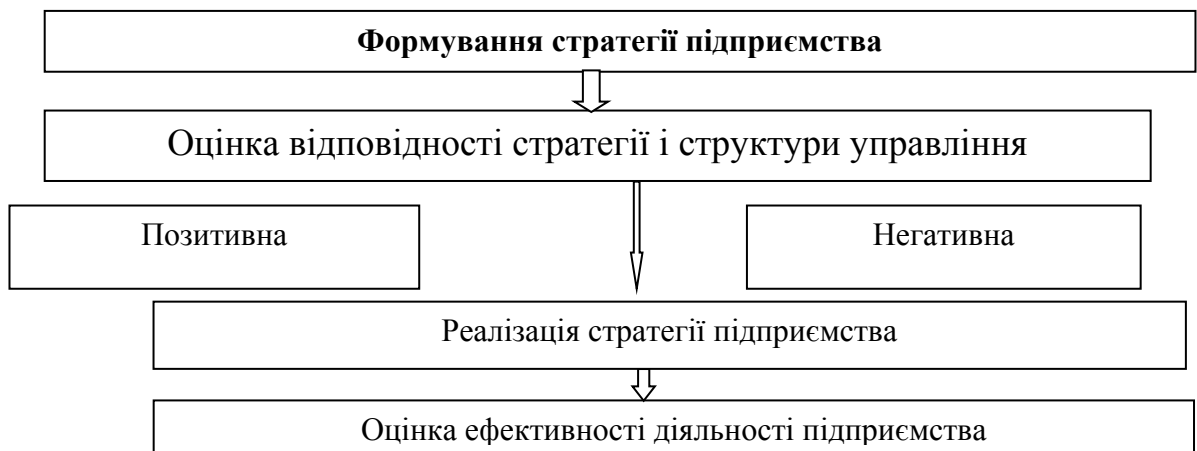 Формування стратегії підприємства
Оцінка відповідності стратегії і структури управління
Позитивна
Негативна
Реалізація стратегії підприємства
Оцінка ефективності діяльності підприємства